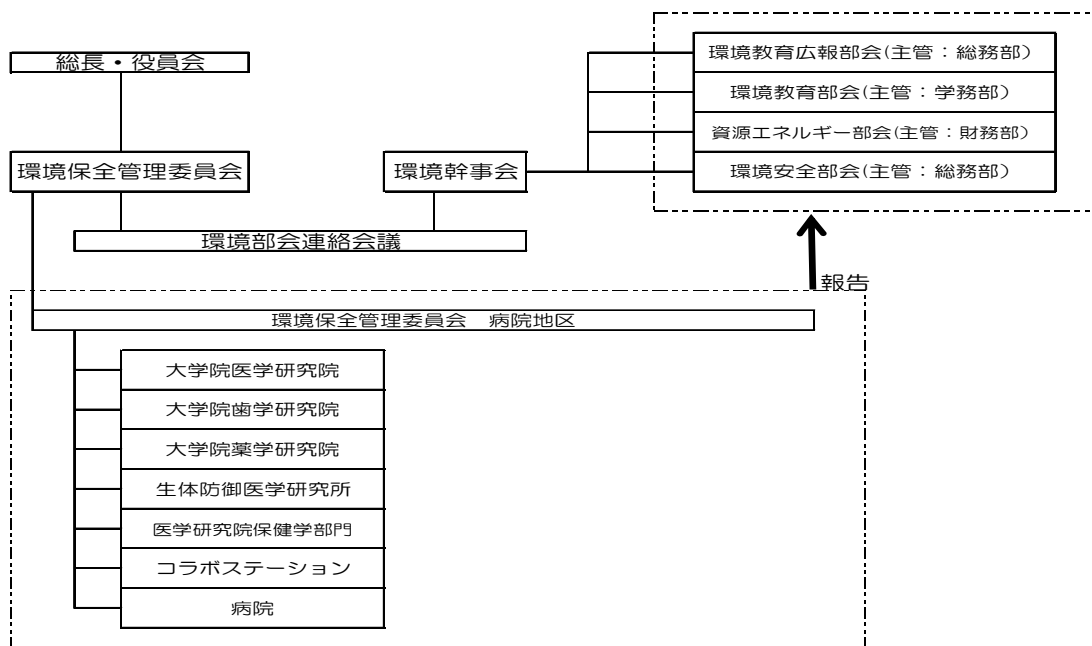 総長・役員会
環境保全管理委員会
環境幹事会
環境部会連絡会議
環境教育広報部会(主管：総務部)
環境教育部会(主管：学務部)
資源エネルギー部会(主管：財務部)
環境安全部会(主管：総務部)
報告
環境保全管理委員会　病院地区
大学院医学研究院
大学院歯学研究院
大学院薬学研究院
生体防御医学研究所
医学研究院保健学部門
コラボステーション
病院